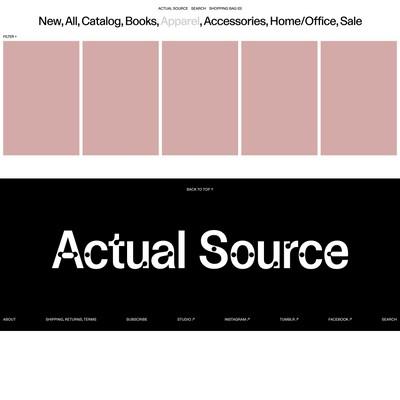 ACTUAL SOURCE SEARCH SHOPPING BAG (0)
New, All, Catalog, Books, Apparel, Accessories, Home/Office, Sale
FILTER +
BACK TO TOP ↑
Actual Source
ABOUT SHIPPING, RETURNS, TERMS SUBSCRIBE STUDIO ↗ INSTAGRAM ↗ TUMBLR ↗ FACEBOOK ↗ SEARCH